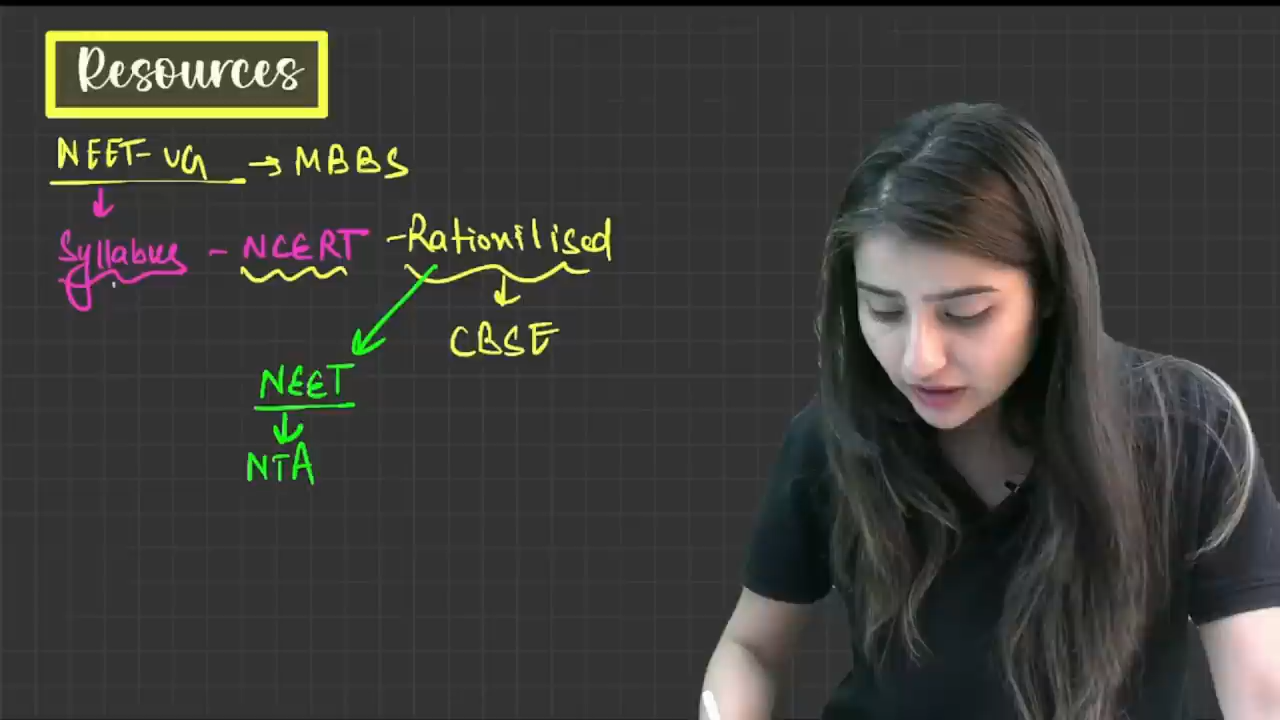 Resources
NEET-UG → MBBS
↓
Syllabus - NCERT - Rationilised
↓
CBSE
NEET
↓
NTA